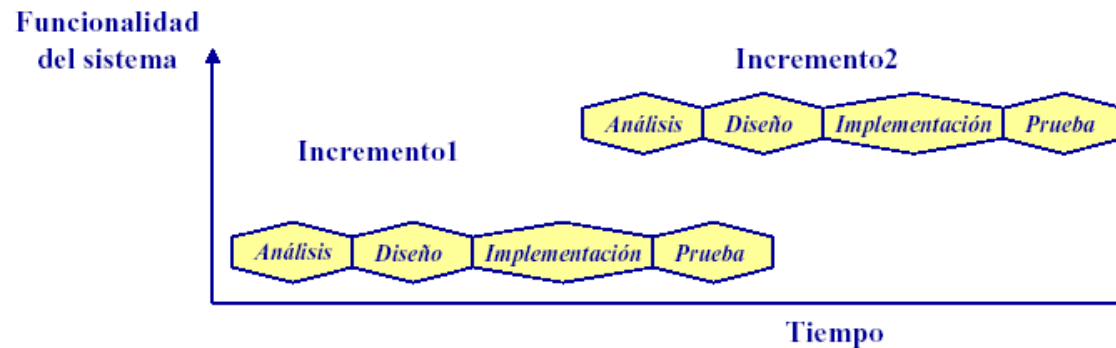 Funcionalidad
del sistema
Incremento2
Análisis Diseño Implementación Prueba
Incremento1
Análisis Diseño Implementación Prueba
Tiempo